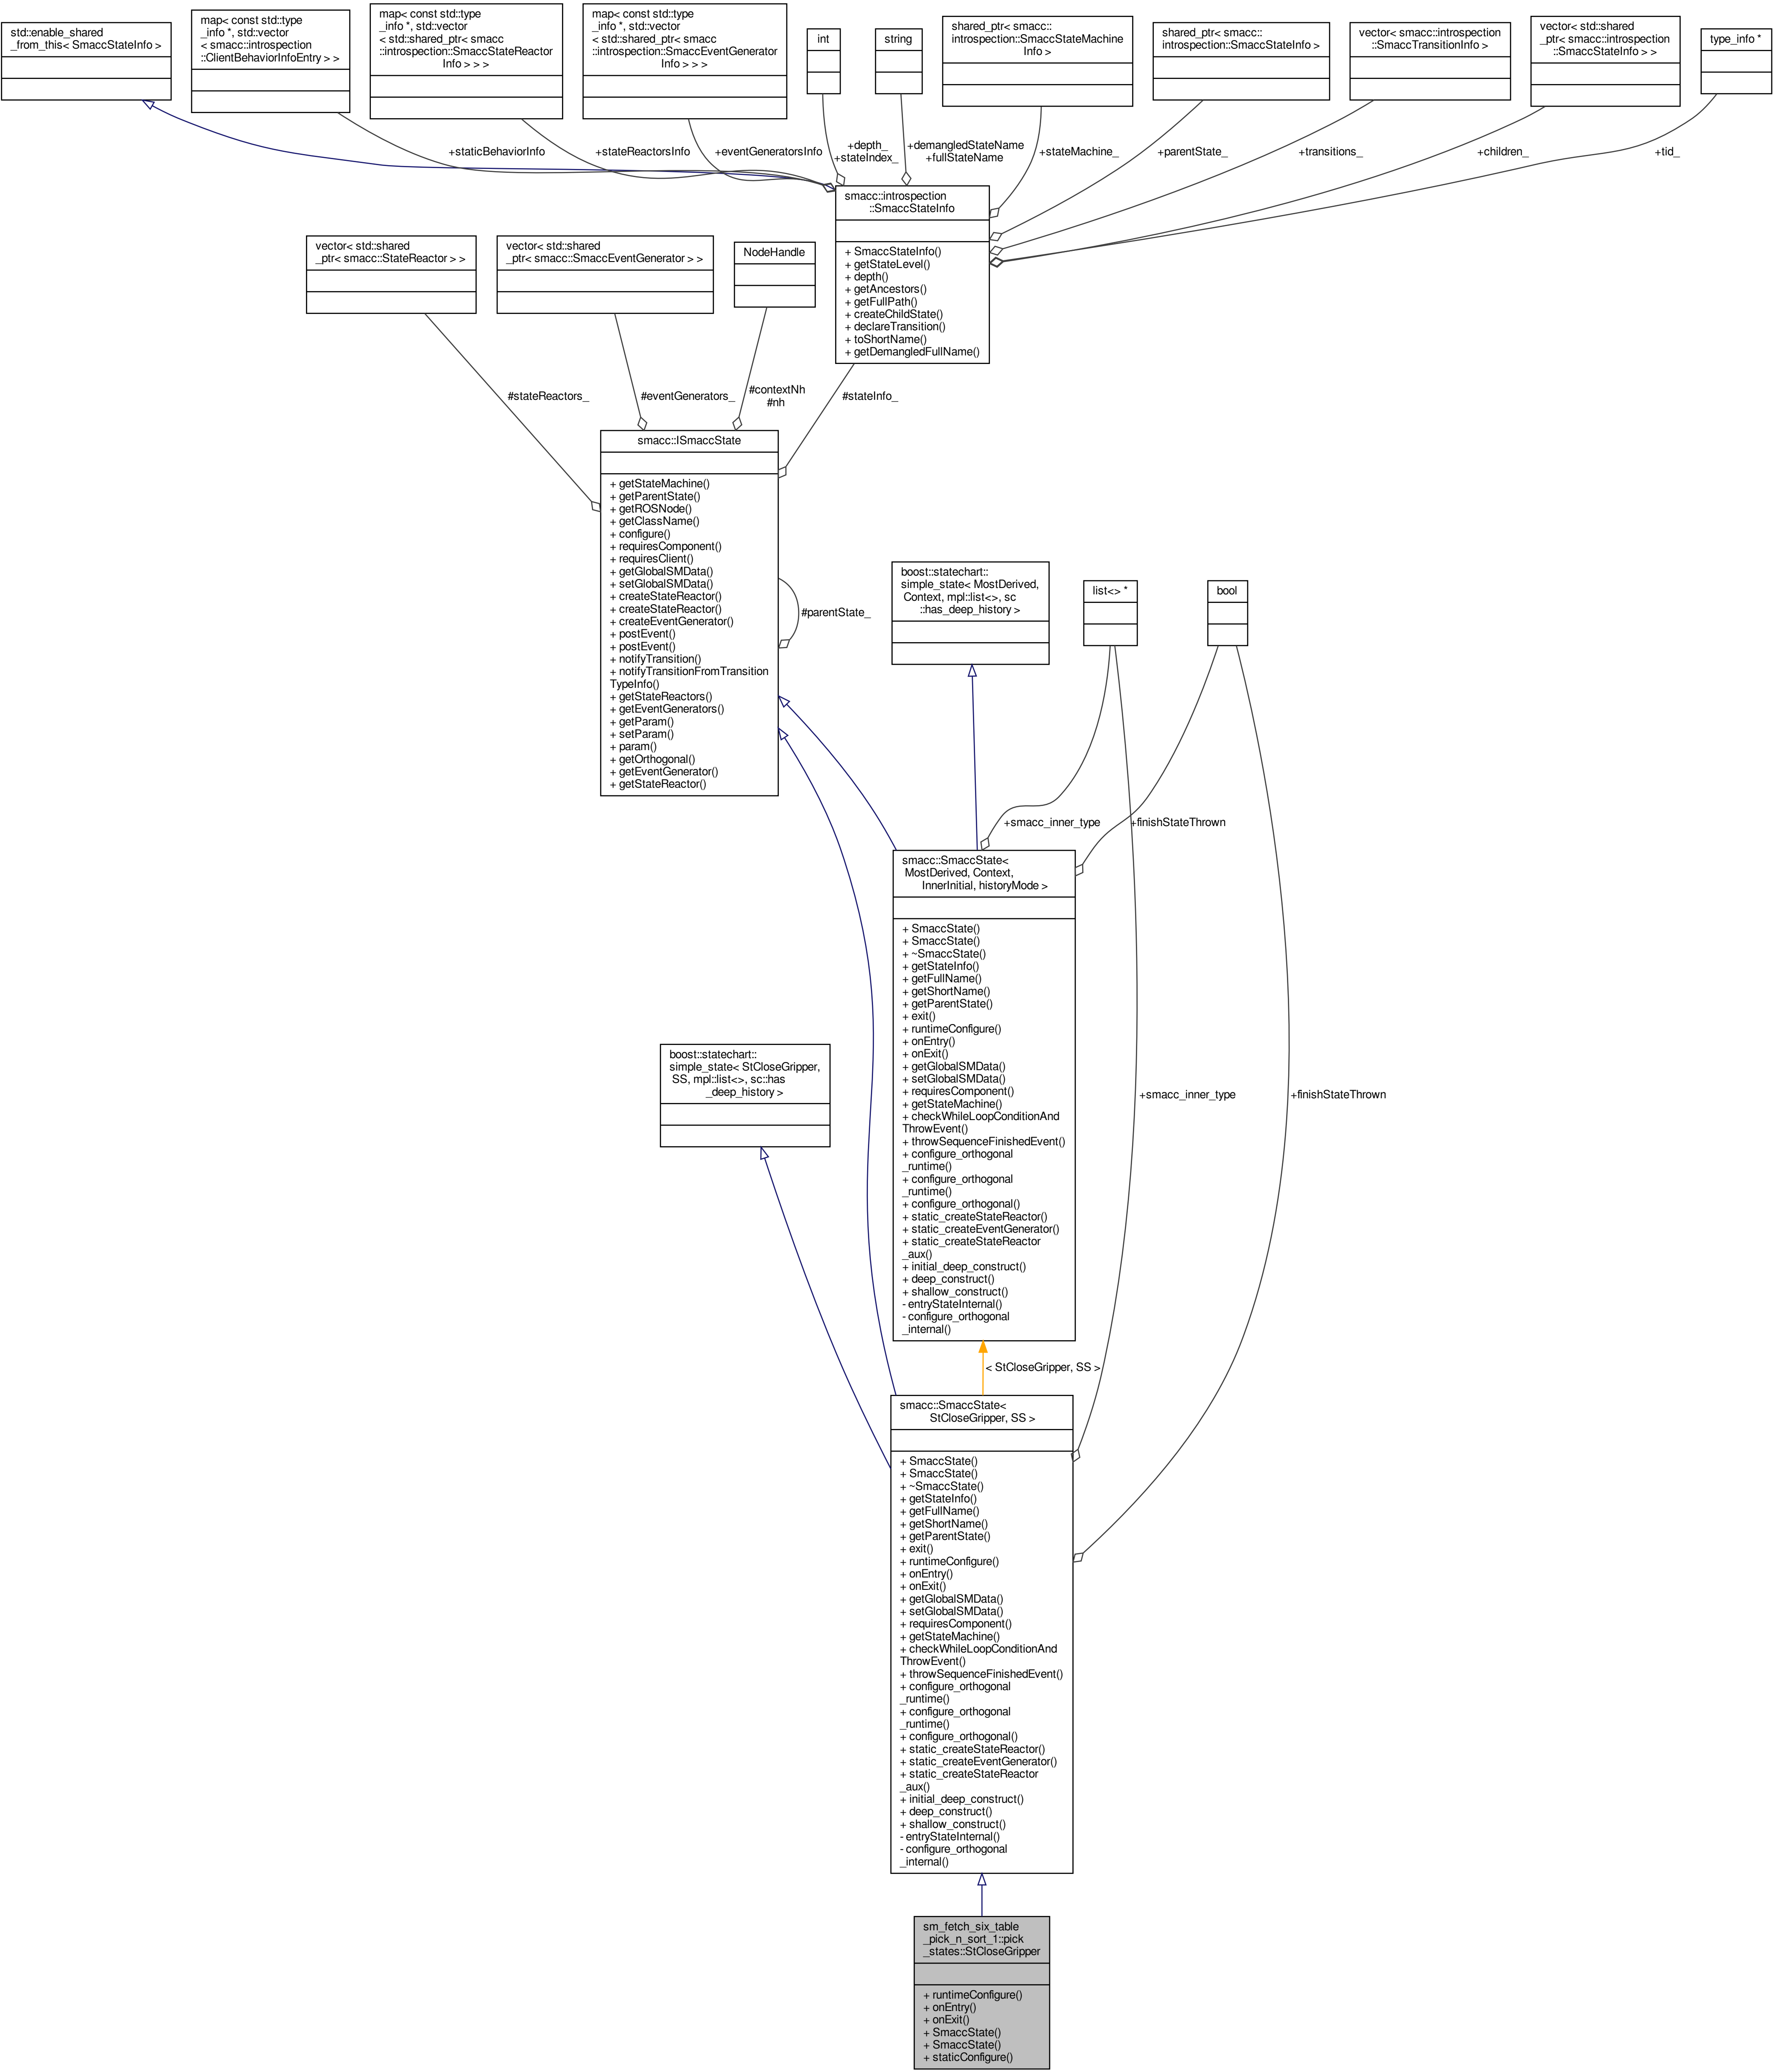 std::enable_shared
_from_this< SmaccStateInfo >
map< const std::type
_info *, std::vector
< smacc::introspection
::ClientBehaviorInfoEntry > >
map< const std::type
_info *, std::vector
< std::shared_ptr< smacc
::introspection::SmaccStateReactor
Info > > >
map< const std::type
_info *, std::vector
< std::shared_ptr< smacc
::introspection::SmaccEventGenerator
Info > > >
int
string
shared_ptr< smacc::
introspection::SmaccStateMachine
Info >
shared_ptr< smacc::
introspection::SmaccStateInfo >
vector< smacc::introspection
::SmaccTransitionInfo >
vector< std::shared
_ptr< smacc::introspection
::SmaccStateInfo > >
type_info *
+staticBehaviorInfo
+stateReactorsInfo
+eventGeneratorsInfo
+depth_
+stateIndex_
+demangledStateName
+fullStateName
+stateMachine_
+parentState_
+transitions_
+children_
+tid_
smacc::introspection
::SmaccStateInfo
+ SmaccStateInfo()
+ getStateLevel()
+ depth()
+ getAncestors()
+ getFullPath()
+ createChildState()
+ declareTransition()
+ toShortName()
+ getDemangledFullName()
vector< std::shared
_ptr< smacc::StateReactor > >
vector< std::shared
_ptr< smacc::SmaccEventGenerator > >
NodeHandle
#stateReactors_
#eventGenerators_
#contextNh
#nh
#stateInfo_
smacc::ISmaccState
+ getStateMachine()
+ getParentState()
+ getROSNode()
+ getClassName()
+ configure()
+ requiresComponent()
+ requiresClient()
+ getGlobalSMData()
+ setGlobalSMData()
+ createStateReactor()
+ createStateReactor()
+ createEventGenerator()
+ postEvent()
+ postEvent()
+ notifyTransition()
+ notifyTransitionFromTransition
TypeInfo()
+ getStateReactors()
+ getEventGenerators()
+ getParam()
+ setParam()
+ param()
+ getOrthogonal()
+ getEventGenerator()
+ getStateReactor()
#parentState_
boost::statechart::
simple_state< MostDerived,
Context, mpl::list<>, sc
::has_deep_history >
list<> *
bool
+smacc_inner_type
+finishStateThrown
smacc::SmaccState<
MostDerived, Context,
InnerInitial, historyMode >
+ SmaccState()
+ SmaccState()
+ ~SmaccState()
+ getStateInfo()
+ getFullName()
+ getShortName()
+ getParentState()
+ exit()
+ runtimeConfigure()
+ onEntry()
+ onExit()
+ getGlobalSMData()
+ setGlobalSMData()
+ requiresComponent()
+ getStateMachine()
+ checkWhileLoopConditionAnd
ThrowEvent()
+ throwSequenceFinishedEvent()
+ configure_orthogonal
_runtime()
+ configure_orthogonal
_runtime()
+ configure_orthogonal()
+ static_createStateReactor()
+ static_createEventGenerator()
+ static_createStateReactor
_aux()
+ initial_deep_construct()
+ deep_construct()
+ shallow_construct()
- entryStateInternal()
- configure_orthogonal
_internal()
boost::statechart::
simple_state< StCloseGripper,
SS, mpl::list<>, sc::has
_deep_history >
+smacc_inner_type
+finishStateThrown
< StCloseGripper, SS >
smacc::SmaccState<
StCloseGripper, SS >
+ SmaccState()
+ SmaccState()
+ ~SmaccState()
+ getStateInfo()
+ getFullName()
+ getShortName()
+ getParentState()
+ exit()
+ runtimeConfigure()
+ onEntry()
+ onExit()
+ getGlobalSMData()
+ setGlobalSMData()
+ requiresComponent()
+ getStateMachine()
+ checkWhileLoopConditionAnd
ThrowEvent()
+ throwSequenceFinishedEvent()
+ configure_orthogonal
_runtime()
+ configure_orthogonal
_runtime()
+ configure_orthogonal()
+ static_createStateReactor()
+ static_createEventGenerator()
+ static_createStateReactor
_aux()
+ initial_deep_construct()
+ deep_construct()
+ shallow_construct()
- entryStateInternal()
- configure_orthogonal
_internal()
sm_fetch_six_table
_pick_n_sort_1::pick
_states::StCloseGripper
+ runtimeConfigure()
+ onEntry()
+ onExit()
+ SmaccState()
+ SmaccState()
+ staticConfigure()